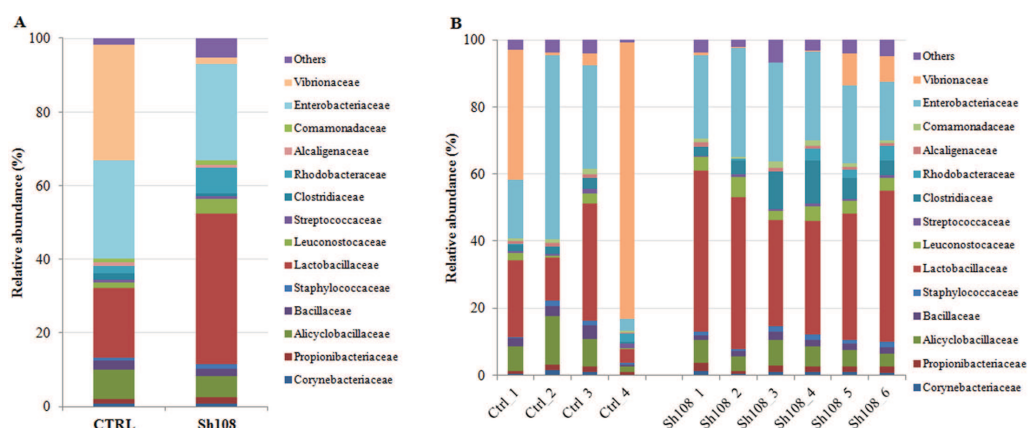 A
Relative abundance (%)
100
80
60
40
20
0
CTRL
Sh108
Others
Vibrionaceae
Enterobacteriaceae
Comamonadaceae
Alcaligenaceae
Rhodobacteraceae
Clostridiaceae
Streptococcaceae
Leuconostocaceae
Lactobacillaceae
Staphylococcaceae
Bacillaceae
Alicyclobacillaceae
Propionibacteriaceae
Corynebacteriaceae
B
Relative abundance (%)
100
80
60
40
20
0
Ctrl_1
Ctrl_2
Ctrl_3
Ctrl_4
Sh108_1
Sh108_2
Sh108_3
Sh108_4
Sh108_5
Sh108_6
Others
Vibrionaceae
Enterobacteriaceae
Comamonadaceae
Alcaligenaceae
Rhodobacteraceae
Clostridiaceae
Streptococcaceae
Leuconostocaceae
Lactobacillaceae
Staphylococcaceae
Bacillaceae
Alicyclobacillaceae
Propionibacteriaceae
Corynebacteriaceae